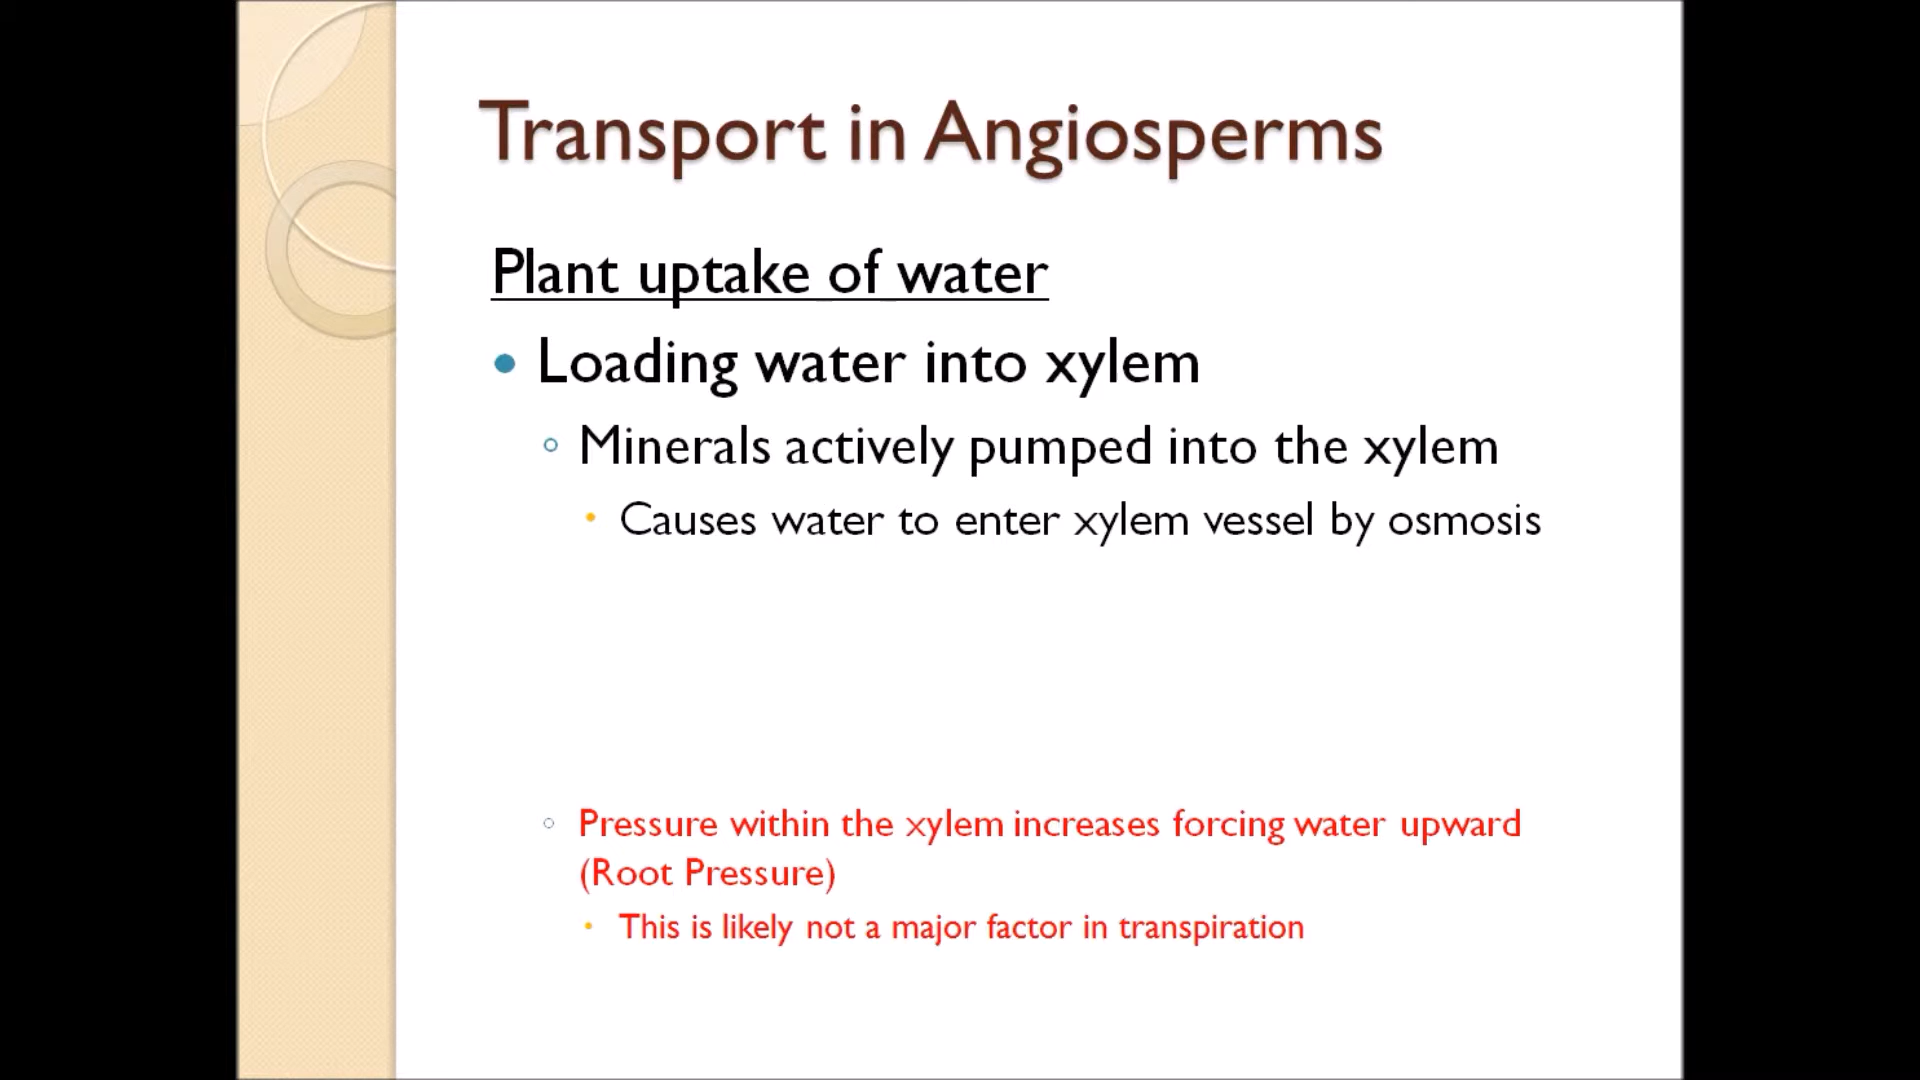 Transport in Angiosperms
Plant uptake of water
Loading water into xylem
Minerals actively pumped into the xylem
Causes water to enter xylem vessel by osmosis
Pressure within the xylem increases forcing water upward
(Root Pressure)
This is likely not a major factor in transpiration